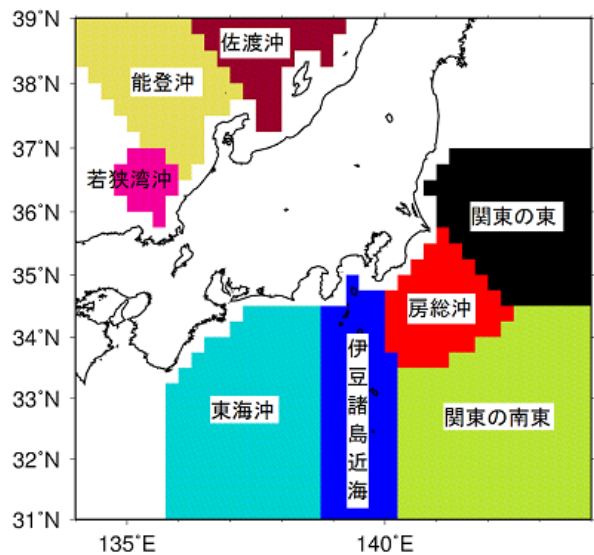 39°N
佐渡沖
能登沖
38°N
37°N
若狭湾沖
36°N
関東の東
35°N
房総沖
34°N
伊豆諸島近海
33°N
東海沖
関東の南東
32°N
31°N
135°E
140°E